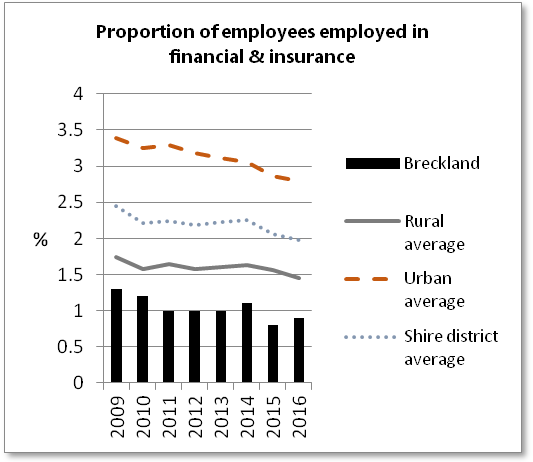 Proportion of employees employed in
financial & insurance
4
3.5
3
2.5
2
1.5
1
0.5
0
%
2009
2010
2011
2012
2013
2014
2015
2016
Breckland
Rural
average
Urban
average
Shire district
average